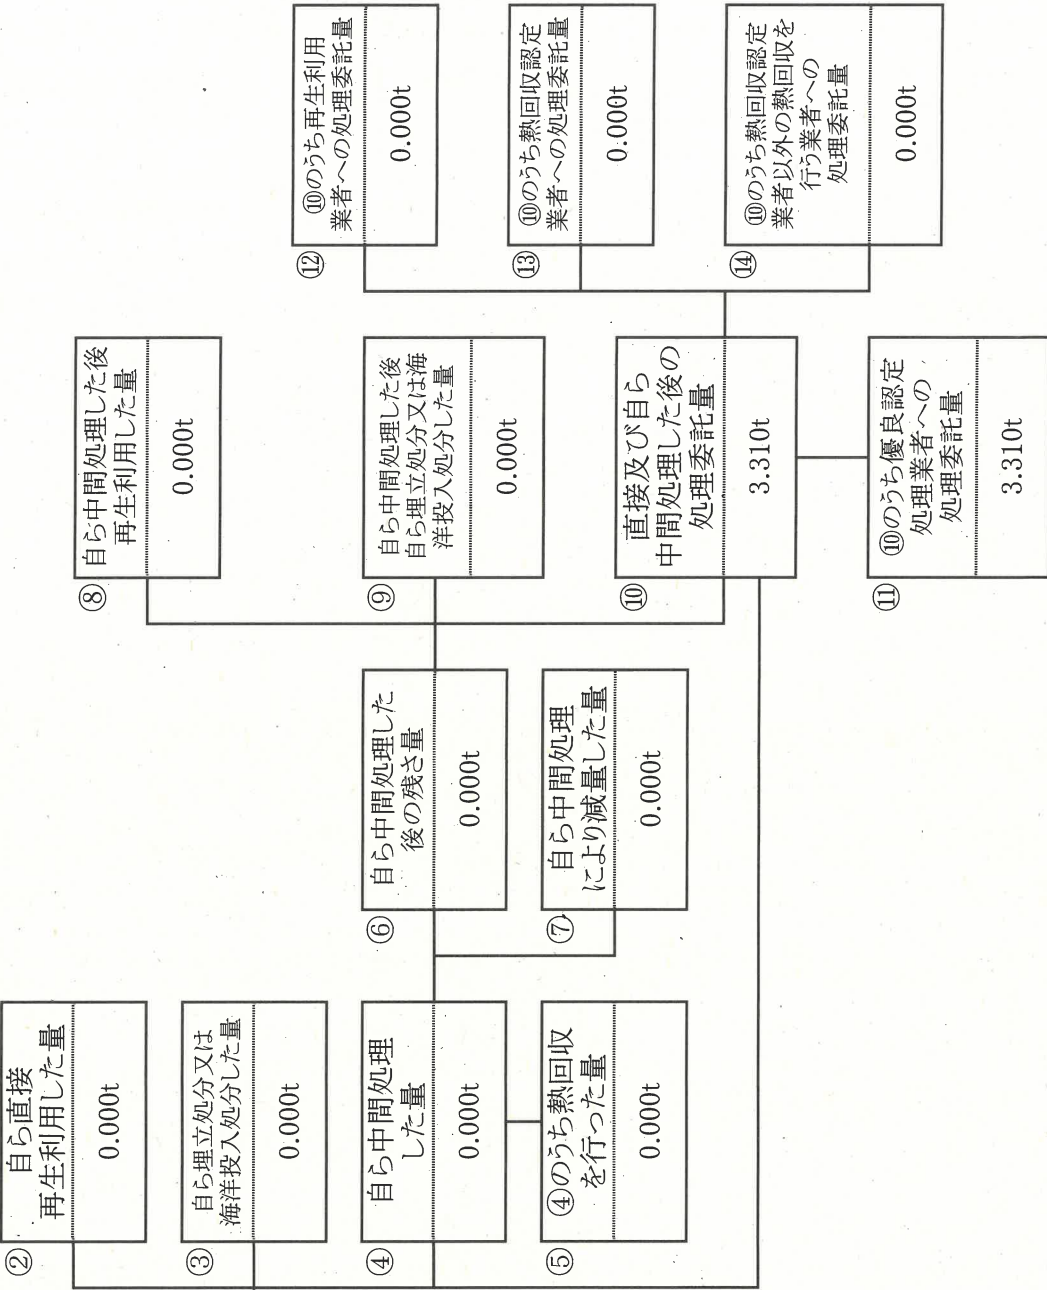 ②
自ら直接
再生利用した量
0.000t
③
自ら埋立処分又は
海洋投入処分した量
0.000t
④
自ら中間処理
した量
0.000t
⑤
④のうち熱回収
を行った量
0.000t
⑥
自ら中間処理した
後の残さ量
0.000t
⑦
自ら中間処理
により減量した量
0.000t
⑧
自ら中間処理した後
再生利用した量
0.000t
⑨
自ら中間処理した後
自ら埋立処分又は海
洋投入処分した量
0.000t
⑩
直接及び自ら
中間処理した後の
処理委託量
3.310t
⑪
⑩のうち優良認定
処理業者への
処理委託量
3.310t
⑫
⑩のうち再生利用
業者への処理委託量
0.000t
⑬
⑩のうち熱回収認定
業者への処理委託量
0.000t
⑭
⑩のうち熱回収認定
業者以外の熱回収を
行う業者への
処理委託量
0.000t